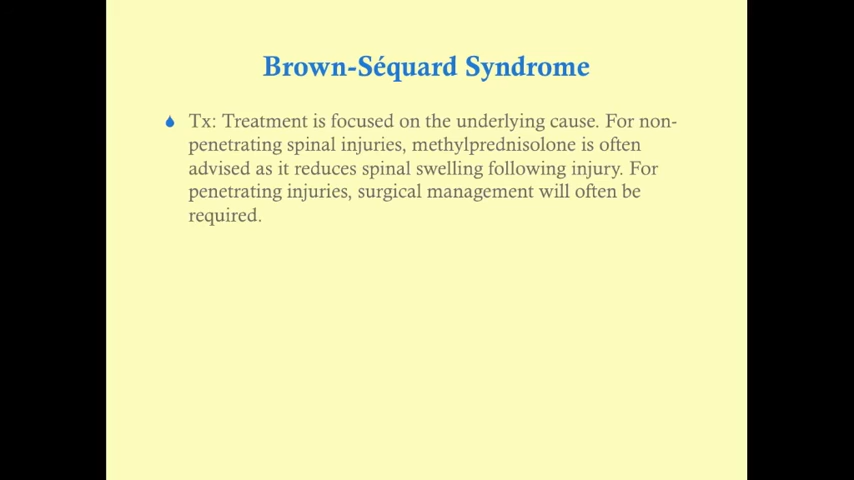 Brown-Séquard Syndrome
Tx: Treatment is focused on the underlying cause. For non-
penetrating spinal injuries, methylprednisolone is often
advised as it reduces spinal swelling following injury. For
penetrating injuries, surgical management will often be
required.